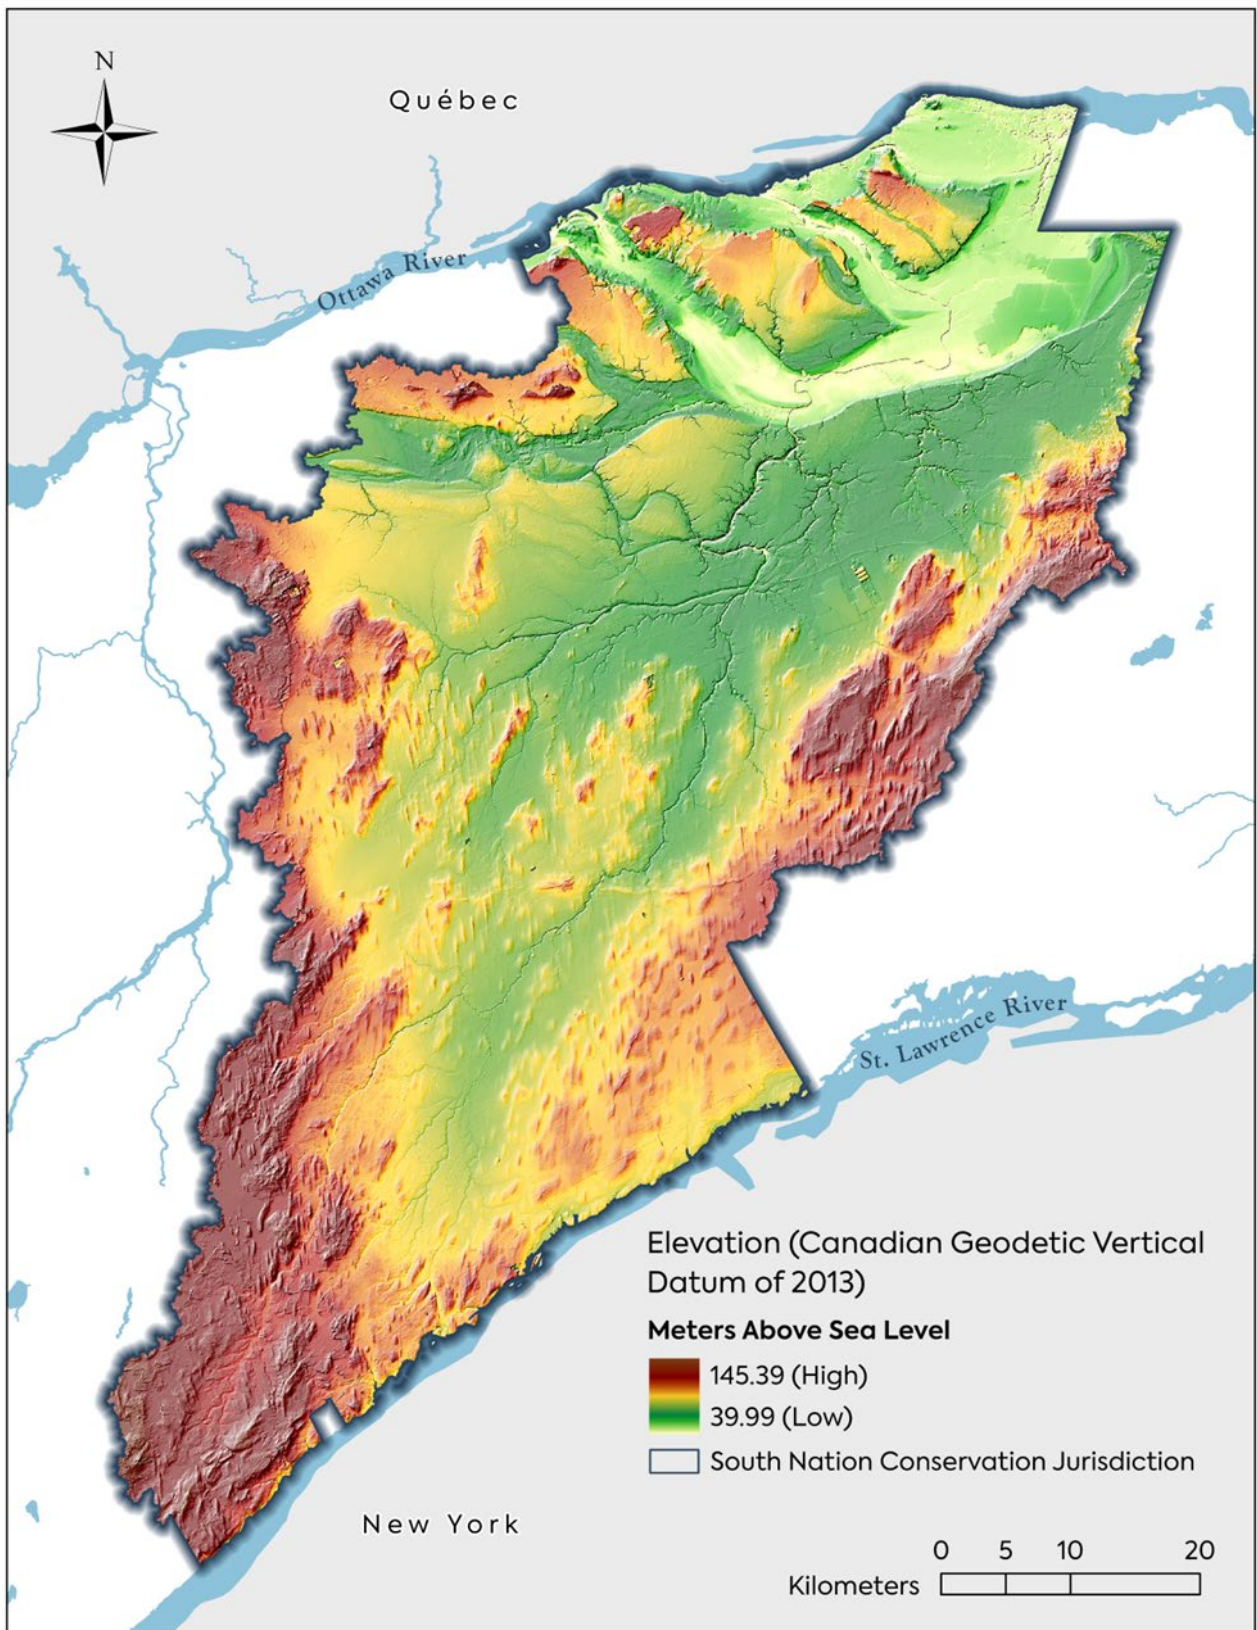 N
Québec
Ottawa River
St. Lawrence River
Elevation (Canadian Geodetic Vertical
Datum of 2013)
Meters Above Sea Level
145.39 (High)
39.99 (Low)
South Nation Conservation Jurisdiction
New York
0 5 10 20
Kilometers